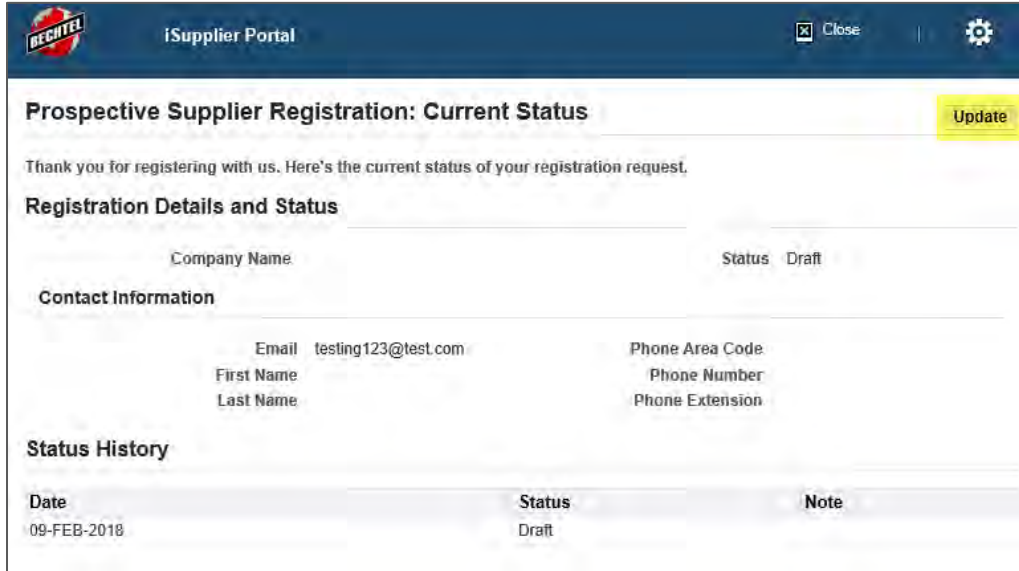 BECHTEL iSupplier Portal Close
Prospective Supplier Registration: Current Status
Update
Thank you for registering with us. Here's the current status of your registration request.
Registration Details and Status
Company Name Status Draft
Contact Information
Email testing123@test.com Phone Area Code
First Name Phone Number
Last Name Phone Extension
Status History
Date Status Note
09-FEB-2018 Draft